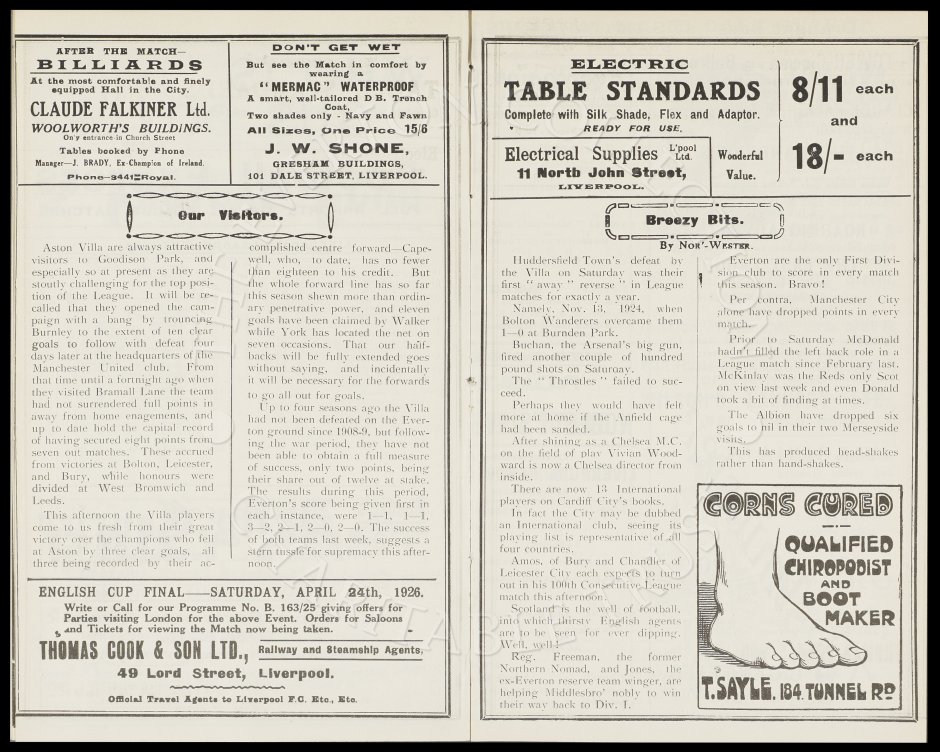 AFTER THE MATCH—
BILLIARDS
At the most comfortable and finely
equipped Hall in the City.
CLAUDE FALKINER Ltd.
WOOLWORTH'S BUILDINGS.
On'y entrance in Church Street
Tables booked by Phone
Manager—J. BRADY, Ex-Champion of Ireland.
Phone—3441 Royal.
DON'T GET WET
But see the Match in comfort by
wearing a
"MERMAC" WATERPROOF
A smart, well-tailored D B. Trench
Coat,
Two shades only - Navy and Fawn
All Sizes, One Price 15/6
J. W. SHONE,
GRESHAM BUILDINGS,
101 DALE STREET, LIVERPOOL.
Our Visitors.
Aston Villa are always attractive
visitors to Goodison Park, and
especially so at present as they are
stoutly challenging for the top posi-
tion of the League. It will be re-
called that they opened the cam-
paign with a bang by trouncing
Burnley to the extent of ten clear
goals to follow with defeat four
days later at the headquarters of the
Manchester United club. From
that time until a fortnight ago when
they visited Bramall Lane the team
had not surrendered full points in
away from home enagements, and
up to date hold the capital record
of having secured eight points from
seven out matches. These accrued
from victories at Bolton, Leicester,
and Bury, while honours were
divided at West Bromwich and
Leeds.
This afternoon the Villa players
come to us fresh from their great
victory over the champions who fell
at Aston by three clear goals, all
three being recorded by their ac-
complished centre forward—Cape-
well, who, to date, has no fewer
than eighteen to his credit. But
the whole forward line has so far
this season shewn more than ordin-
ary penetrative power, and eleven
goals have been claimed by Walker
while York has located the net on
seven occasions. That our half-
backs will be fully extended goes
without saying, and incidentally
it will be necessary for the forwards
to go all out for goals.
Up to four seasons ago the Villa
had not been defeated on the Ever-
ton ground since 1908-9, but follow-
ing the war period, they have not
been able to obtain a full measure
of success, only two points, being
their share out of twelve at stake.
The results during this period,
Everton's score being given first in
each instance, were 1—1, 1—1,
3—2, 2—1, 2—0, 2—0. The success
of both teams last week, suggests a
stern tussle for supremacy this after-
noon.
ENGLISH CUP FINAL—SATURDAY, APRIL 24th, 1926.
Write or Call for our Programme No. B. 163/25 giving offers for
Parties visiting London for the above Event. Orders for Saloons
and Tickets for viewing the Match now being taken.
THOMAS COOK & SON LTD., Railway and Steamship Agents,
49 Lord Street, Liverpool.
Official Travel Agents to Liverpool F.C. Etc., Etc.
ELECTRIC
TABLE STANDARDS
Complete with Silk Shade, Flex and Adaptor.
READY FOR USE.
8/11 each
and
18/- each
Electrical Supplies L'pool Ltd.
11 North John Street,
LIVERPOOL.
Wonderful
Value.
Breezy Bits.
By Nor'-Wester.
Huddersfield Town's defeat by
the Villa on Saturday was their
first "away" reverse" in League
matches for exactly a year.
Namely, Nov. 13, 1924, when
Bolton Wanderers overcame them
1—0 at Burnden Park.
Buchan, the Arsenal's big gun,
fired another couple of hundred
pound shots on Saturday.
The "Throstles" failed to suc-
ceed.
Perhaps they would have felt
more at home if the Anfield cage
had been sanded.
After shining as a Chelsea M.C.
on the field of play Vivian Wood-
ward is now a Chelsea director from
inside.
There are now 13 International
players on Cardiff City's books.
In fact the City may be dubbed
an International club, seeing its
playing list is representative of all
four countries.
Amos, of Bury and Chandler of
Leicester City each expects to turn
out in his 100th Consecutive League
match this afternoon.
Scotland is the well of football,
into which thirsty English agents
are to be seen for ever dipping.
Well, well!
Reg. Freeman, the former
Northern Nomad, and Jones, the
ex-Everton reserve team winger, are
helping Middlesbro' nobly to win
their way back to Div. I.
Everton are the only First Divi-
sion club to score in every match
this season. Bravo!
Per contra, Manchester City
alone have dropped points in every
match.
Prior to Saturday McDonald
hadn't filled the left back role in a
League match since February last.
McKinlay was the Reds only Scot
on view last week and even Donald
took a bit of finding at times.
The Albion have dropped six
goals to nil in their two Merseyside
visits.
This has produced head-shakes
rather than hand-shakes.
CORNS CURED
QUALIFIED
CHIROPODIST
AND
BOOT
MAKER
T. SAYLE. 184. TUNNEL RD